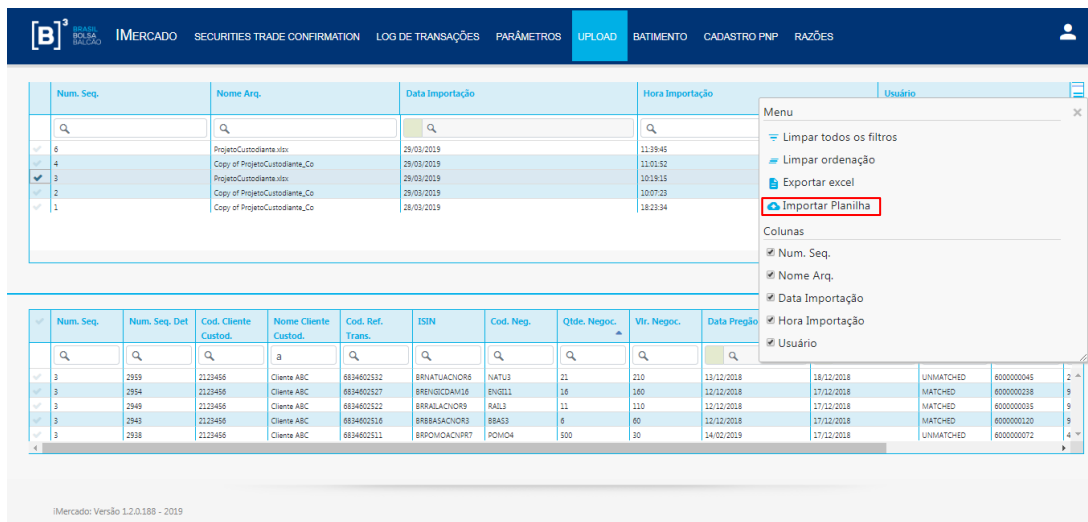 [B]³ BRASIL BOLSA BALCÃO IMERCADO SECURITIES TRADE CONFIRMATION LOG DE TRANSAÇÕES PARÂMETROS UPLOAD BATIMENTO CADASTRO PNP RAZÕES
Num. Seq. Nome Arq. Data Importação Hora Importação Usuário
6 ProjetoCustodiante.xlsx 29/03/2019 11:39:45
4 Copy of ProjetoCustodiante_Co 29/03/2019 11:01:52
3 ProjetoCustodiante.xlsx 29/03/2019 10:19:15
2 Copy of ProjetoCustodiante_Co 29/03/2019 10:07:23
1 Copy of ProjetoCustodiante_Co 28/03/2019 18:23:34
Menu
Limpar todos os filtros
Limpar ordenação
Exportar excel
Importar Planilha
Colunas
Num. Seq.
Nome Arq.
Data Importação
Hora Importação
Usuário
Num. Seq. Num. Seq. Det Cod. Cliente Custod. Nome Cliente Custod. Cod. Ref. Trans. ISIN Cod. Neg. Qtde. Negoc. Vlr. Negoc. Data Pregão
a
3 2959 2123456 Cliente ABC 6834602532 BRNATUACNOR6 NATU3 21 210 13/12/2018 18/12/2018 UNMATCHED 6000000045 2
3 2954 2123456 Cliente ABC 6834602527 BRENGICDAM16 ENGI11 16 160 12/12/2018 17/12/2018 MATCHED 6000000238 9
3 2949 2123456 Cliente ABC 6834602522 BRRAILACNOR9 RAIL3 11 110 12/12/2018 17/12/2018 MATCHED 6000000035 9
3 2943 2123456 Cliente ABC 6834602516 BRBBASACNOR3 BBAS3 6 60 12/12/2018 17/12/2018 MATCHED 6000000120 9
3 2938 2123456 Cliente ABC 6834602511 BRPOMOACNPR7 POMO4 500 30 14/02/2019 17/12/2018 UNMATCHED 6000000072 4
iMercado: Versão 1.2.0.188 - 2019